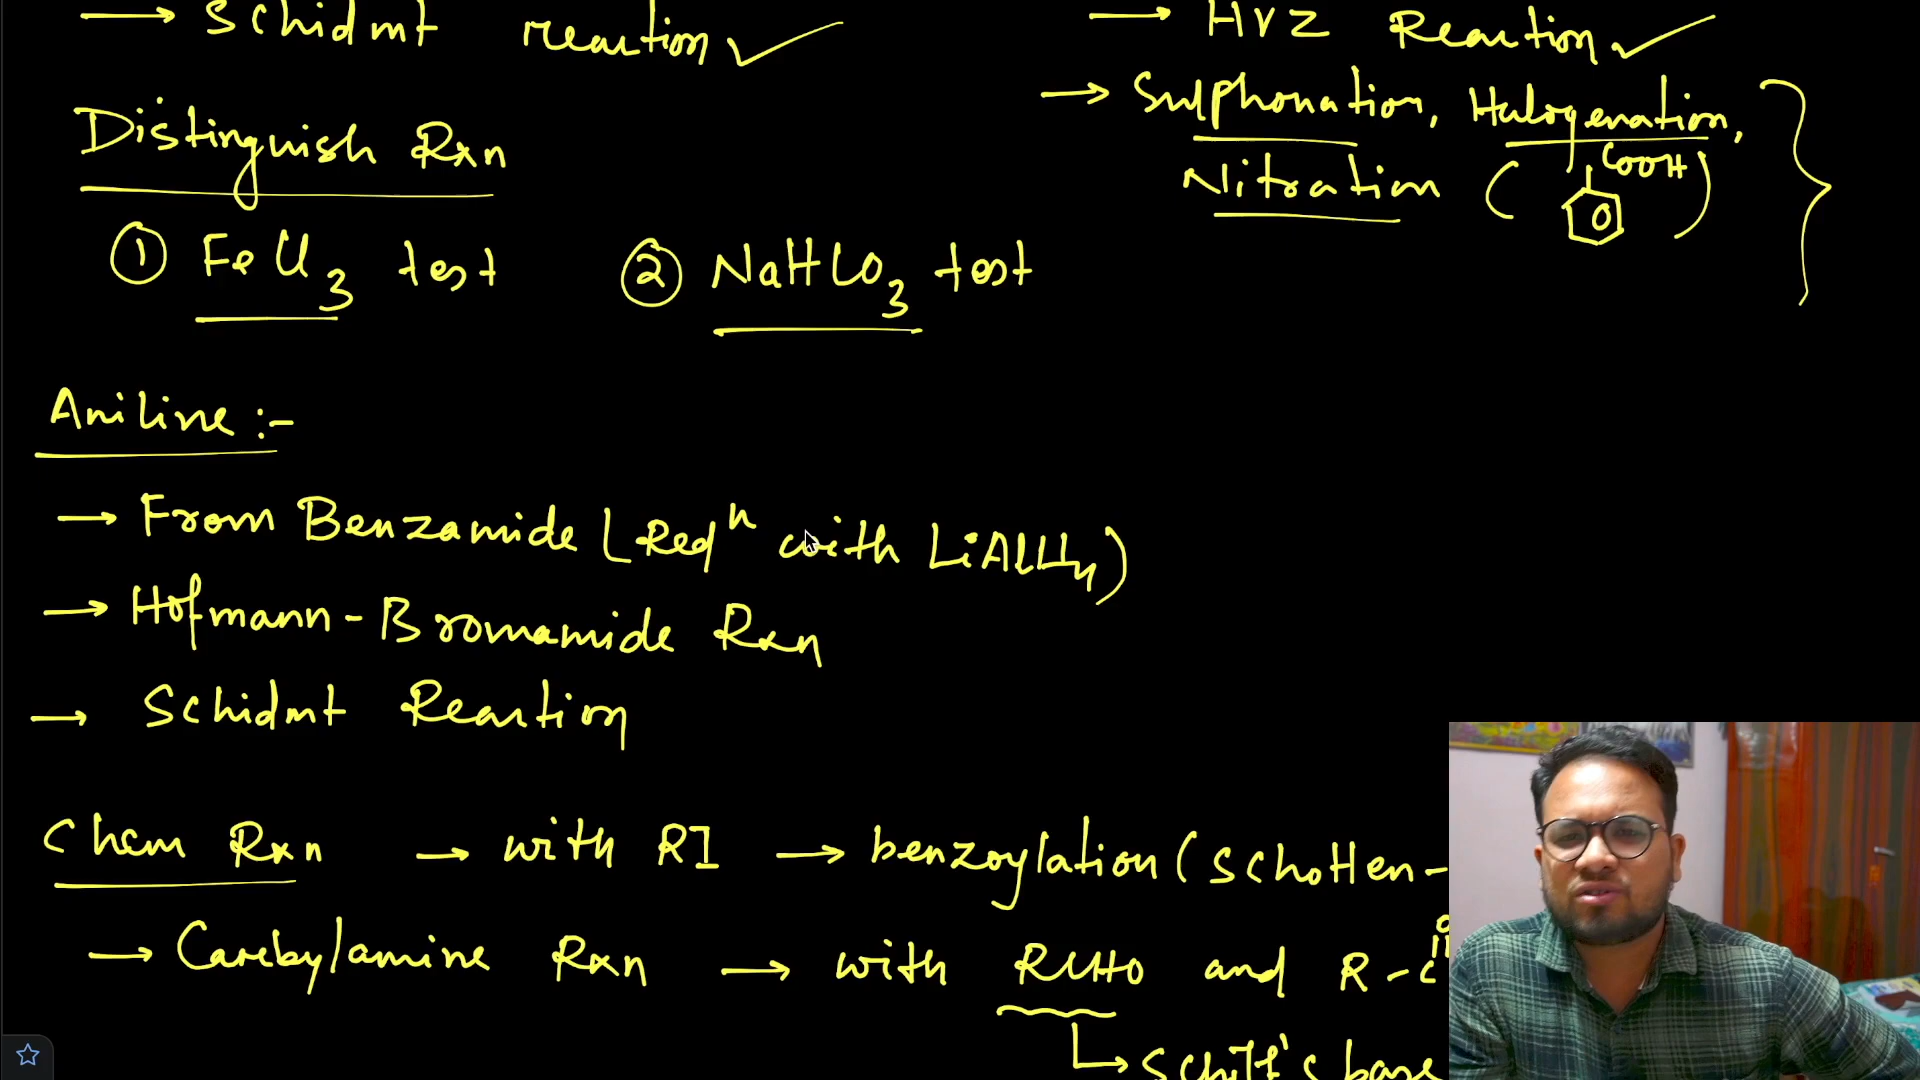 → Schidmt reaction ✓
→ HVZ Reaction ✓
→ Sulphonation, Halogenation,
Nitration ( COOH )
Distinguish Rxn
① FeCl3 test ② NaHCO3 test
Aniline :-
→ From Benzamide (Redn with LiAlH4)
→ Hofmann - Bromamide Rxn
→ Schidmt Reaction
Chem Rxn → with RI → benzoylation (Schotten -
→ Carebylamine Rxn → with RCHO and R - C
↳ Schiff's base